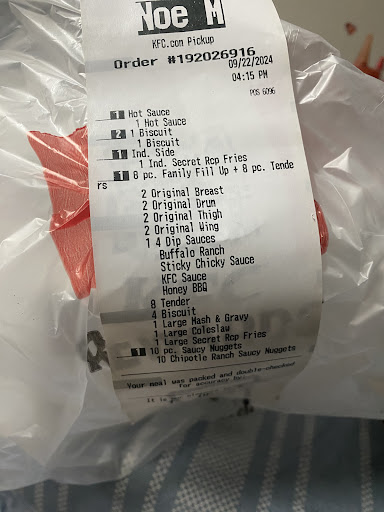 Noe M
KFC.com Pickup
Order #192026916
09/22/2024
04:15 PM
POS 6096
1 Hot Sauce
1 Hot Sauce
2 1 Biscuit
1 Biscuit
1 Ind. Side
1 Ind. Secret Rcp Fries
1 8 pc. Family Fill Up + 8 pc. Tende
rs
2 Original Breast
2 Original Drum
2 Original Thigh
2 Original Wing
1 4 Dip Sauces
Buffalo Ranch
Sticky Chicky Sauce
KFC Sauce
Honey BBQ
8 Tender
4 Biscuit
1 Large Mash & Gravy
1 Large Coleslaw
1 Large Secret Rcp Fries
1 10 pc. Saucy Nuggets
10 Chipotle Ranch Saucy Nuggets
Your meal was packed and double-checked
for accuracy
It is